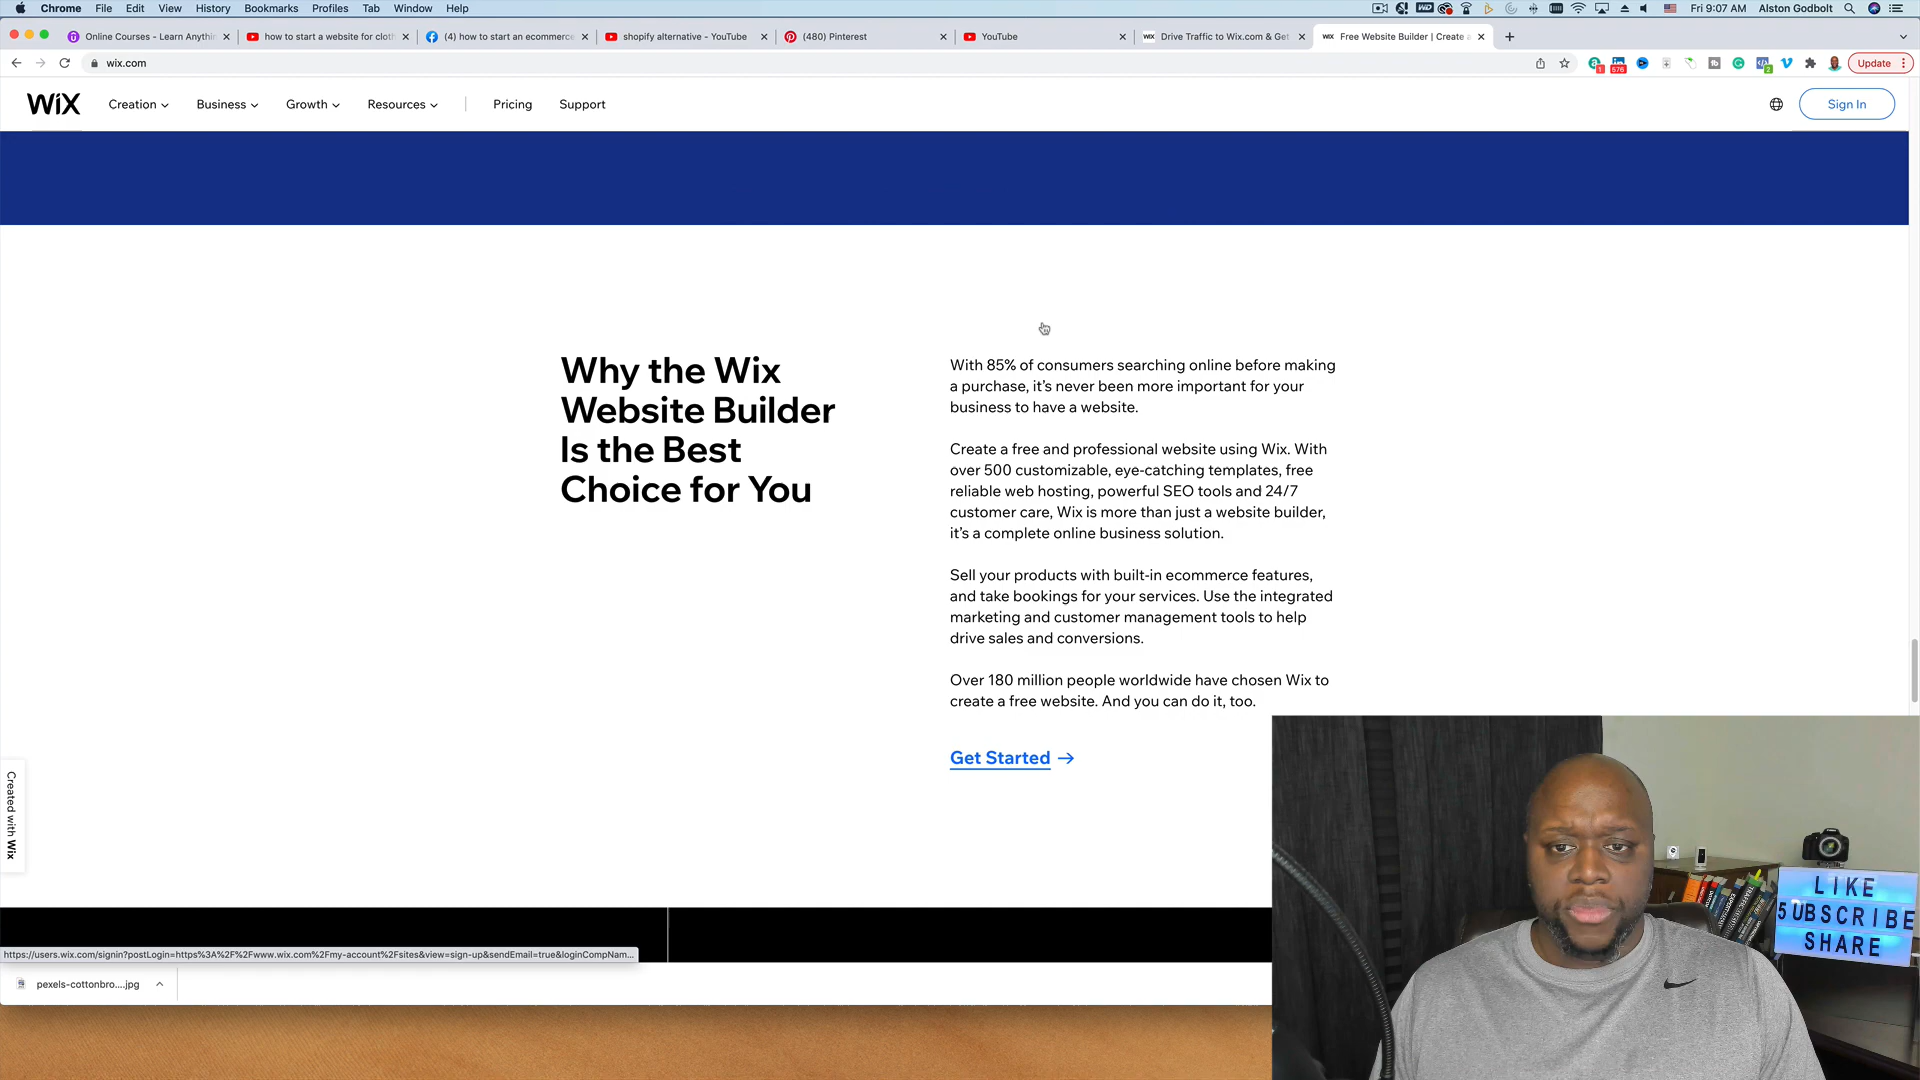 Chrome File Edit View History Bookmarks Profiles Tab Window Help
Fri 9:07 AM Alston Godbolt
Online Courses - Learn Anythin
how to start a website for clot
(4) how to start an ecommerce
shopify alternative - YouTube
(480) Pinterest
YouTube
Drive Traffic to Wix.com & Get
Free Website Builder | Create a
wix.com
Update
WiX Creation Business Growth Resources Pricing Support
Sign In
Why the Wix
Website Builder
Is the Best
Choice for You
With 85% of consumers searching online before making
a purchase, it's never been more important for your
business to have a website.
Create a free and professional website using Wix. With
over 500 customizable, eye-catching templates, free
reliable web hosting, powerful SEO tools and 24/7
customer care, Wix is more than just a website builder,
it's a complete online business solution.
Sell your products with built-in ecommerce features,
and take bookings for your services. Use the integrated
marketing and customer management tools to help
drive sales and conversions.
Over 180 million people worldwide have chosen Wix to
create a free website. And you can do it, too.
Get Started →
Created with Wix
LIKE
5UBSCRIBE
SHARE
https://users.wix.com/signin?postLogin=https%3A%2F%2Fwww.wix.com%2Fmy-account%2Fsites&view=sign-up&sendEmail=true&loginCompNam...
pexels-cottonbro....jpg